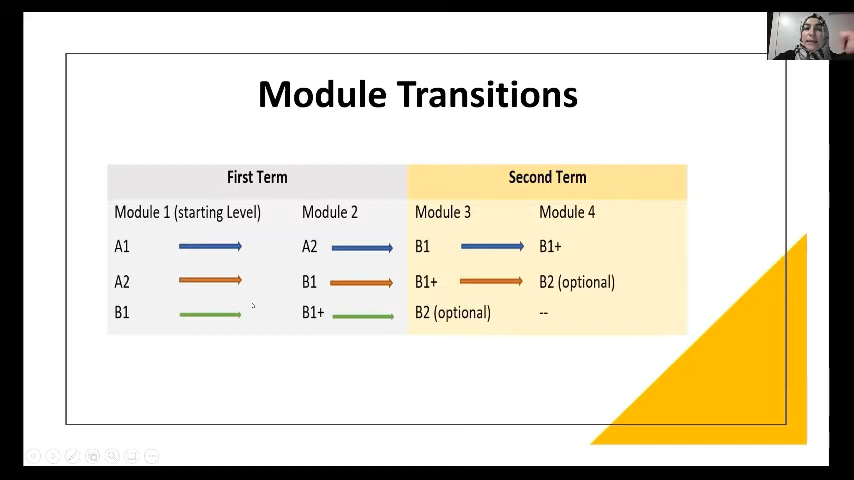 Module Transitions
First Term Second Term
Module 1 (starting Level) Module 2 Module 3 Module 4
A1 A2 B1 B1+
A2 B1 B1+ B2 (optional)
B1 B1+ B2 (optional) --